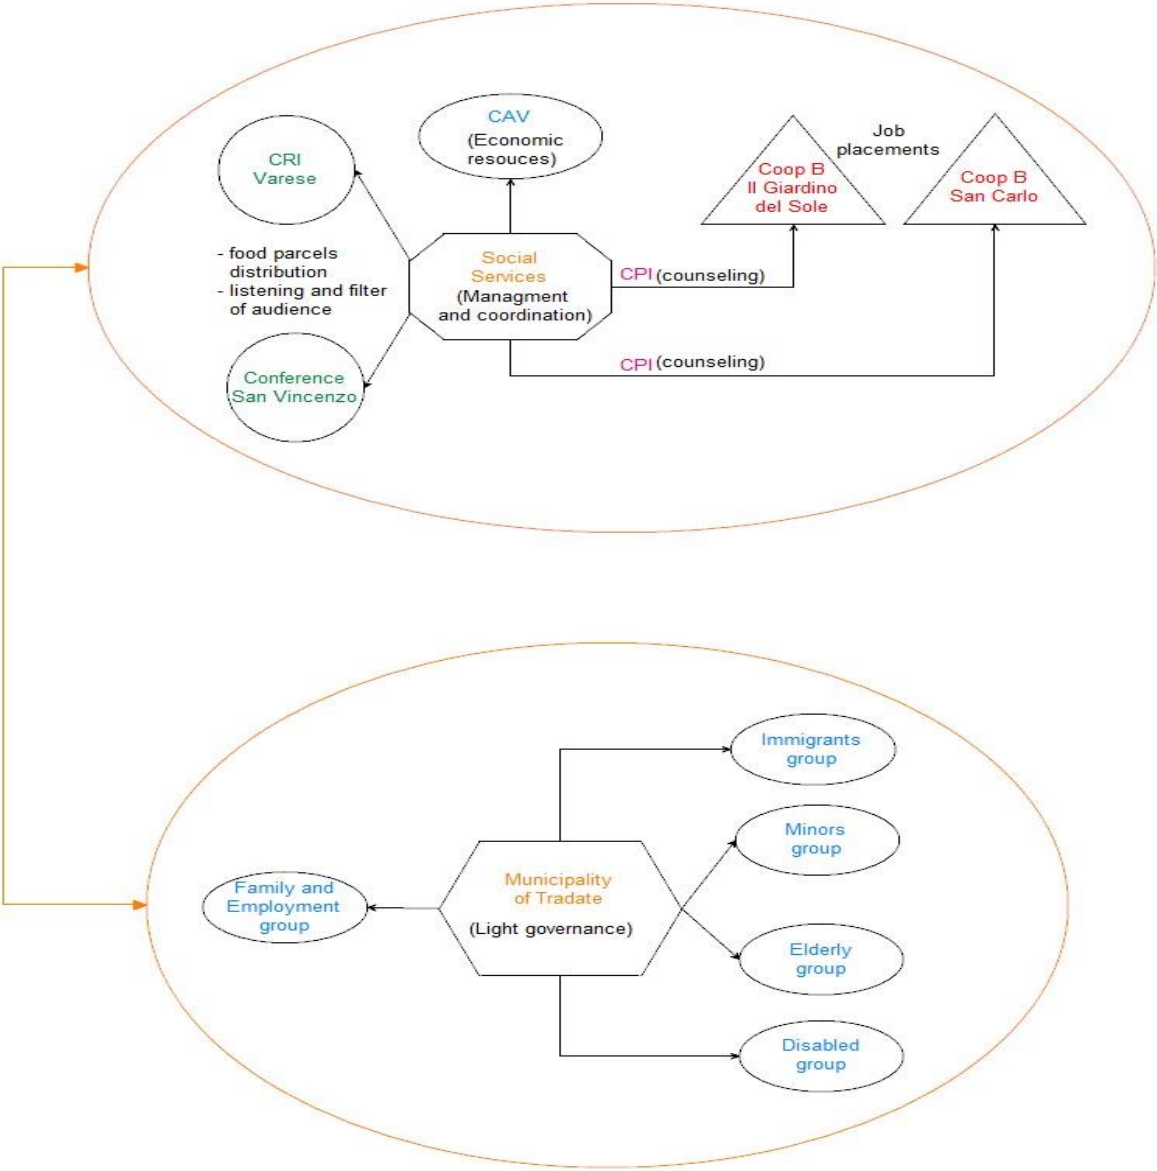 CAV
(Economic
resouces)
CRI
Varese
Job
placements
Coop B
Il Giardino
del Sole
Coop B
San Carlo
- food parcels
distribution
- listening and filter
of audience
Social
Services
(Managment
and coordination)
CPI (counseling)
CPI (counseling)
Conference
San Vincenzo
Immigrants
group
Minors
group
Municipality
of Tradate
(Light governance)
Family and
Employment
group
Elderly
group
Disabled
group